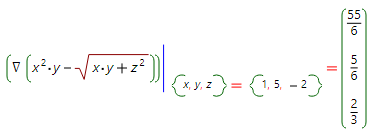 (∇ (x²·y − √(x·y + z²)))|{x, y, z} = {1, 5, −2} = (55/6
5/6
2/3)